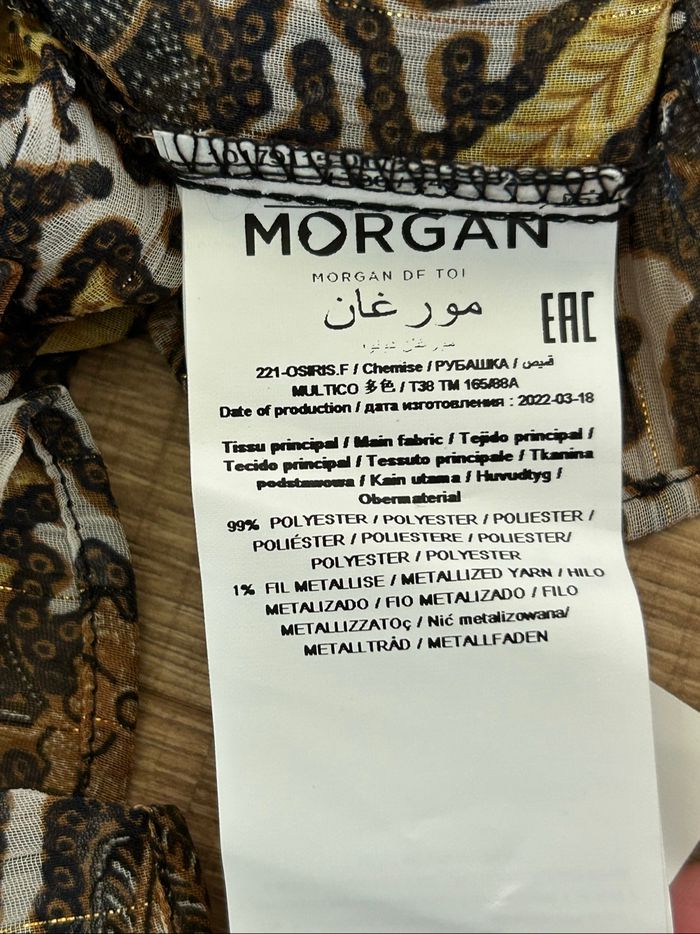 MORGAN
MORGAN DE TOI
مورغان
EAC
221-OSIRIS.F / Chemise / РУБАШКА / قميص
MULTICO 多色 / T38 TM 165/88A
Date of production / дата изготовления : 2022-03-18
Tissu principal / Main fabric / Tejido principal /
Tecido principal / Tessuto principale / Tkanina
podstawowa / Kain utama / Huvudtyg /
Obermaterial
99% POLYESTER / POLYESTER / POLIESTER /
POLIÉSTER / POLIESTERE / POLIESTER/
POLYESTER / POLYESTER
1% FIL METALLISE / METALLIZED YARN / HILO
METALIZADO / FIO METALIZADO / FILO
METALLIZZATOç / Nić metalizowana/
METALLTRÅD / METALLFADEN